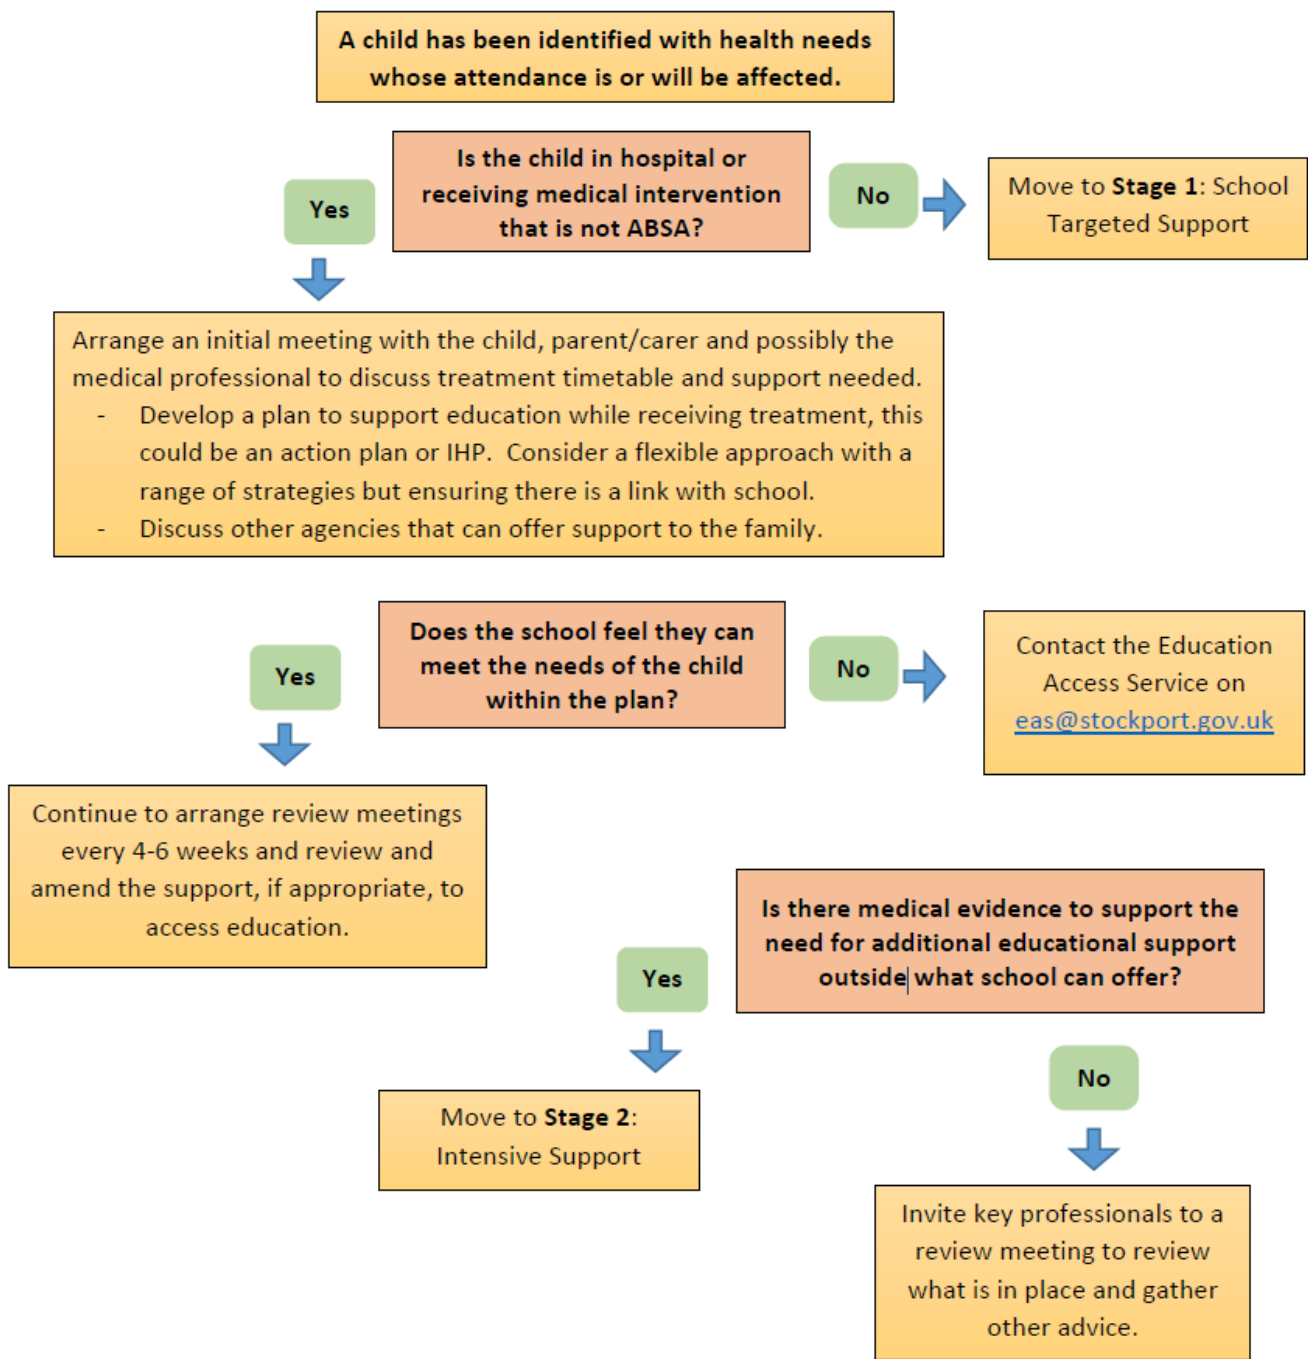 A child has been identified with health needs
whose attendance is or will be affected.
Is the child in hospital or
receiving medical intervention
that is not ABSA?
Yes
No
Move to Stage 1: School
Targeted Support
Arrange an initial meeting with the child, parent/carer and possibly the
medical professional to discuss treatment timetable and support needed.
- Develop a plan to support education while receiving treatment, this
could be an action plan or IHP. Consider a flexible approach with a
range of strategies but ensuring there is a link with school.
- Discuss other agencies that can offer support to the family.
Does the school feel they can
meet the needs of the child
within the plan?
Yes
No
Contact the Education
Access Service on
eas@stockport.gov.uk
Continue to arrange review meetings
every 4-6 weeks and review and
amend the support, if appropriate, to
access education.
Is there medical evidence to support the
need for additional educational support
outside what school can offer?
Yes
No
Move to Stage 2:
Intensive Support
Invite key professionals to a
review meeting to review
what is in place and gather
other advice.